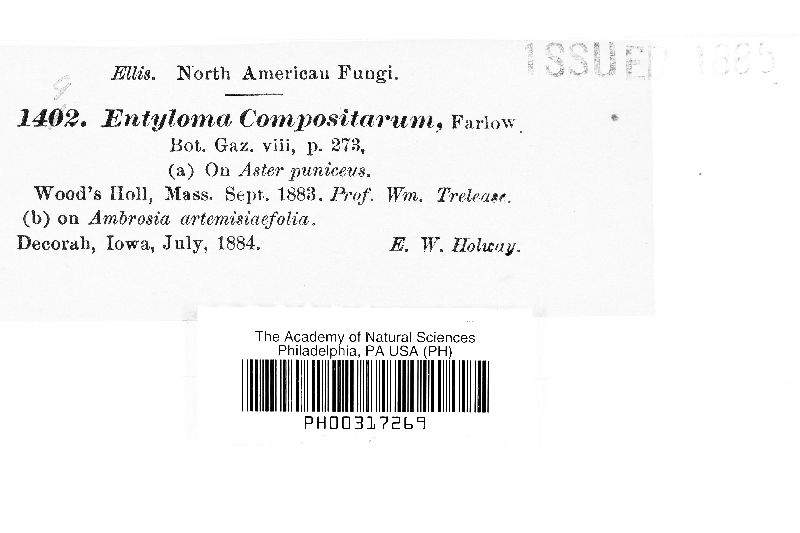 ISSUED 1885
Ellis. North American Fungi.
9
1402. Entyloma Compositarum, Farlow.
Bot. Gaz. viii, p. 273,
(a) On Aster puniceus.
Wood's Holl, Mass. Sept. 1883. Prof. Wm. Trelease.
(b) on Ambrosia artemisiaefolia.
Decorah, Iowa, July, 1884. E. W. Holway.
The Academy of Natural Sciences
Philadelphia, PA USA (PH)
PH00317269